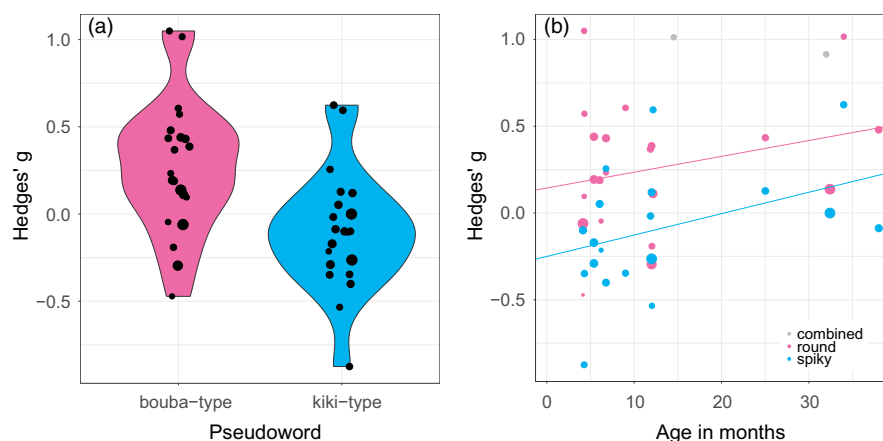 (a)
Hedges' g
1.0
0.5
0.0
−0.5
bouba−type
kiki−type
Pseudoword
(b)
Hedges' g
1.0
0.5
0.0
−0.5
combined
round
spiky
0
10
20
30
Age in months